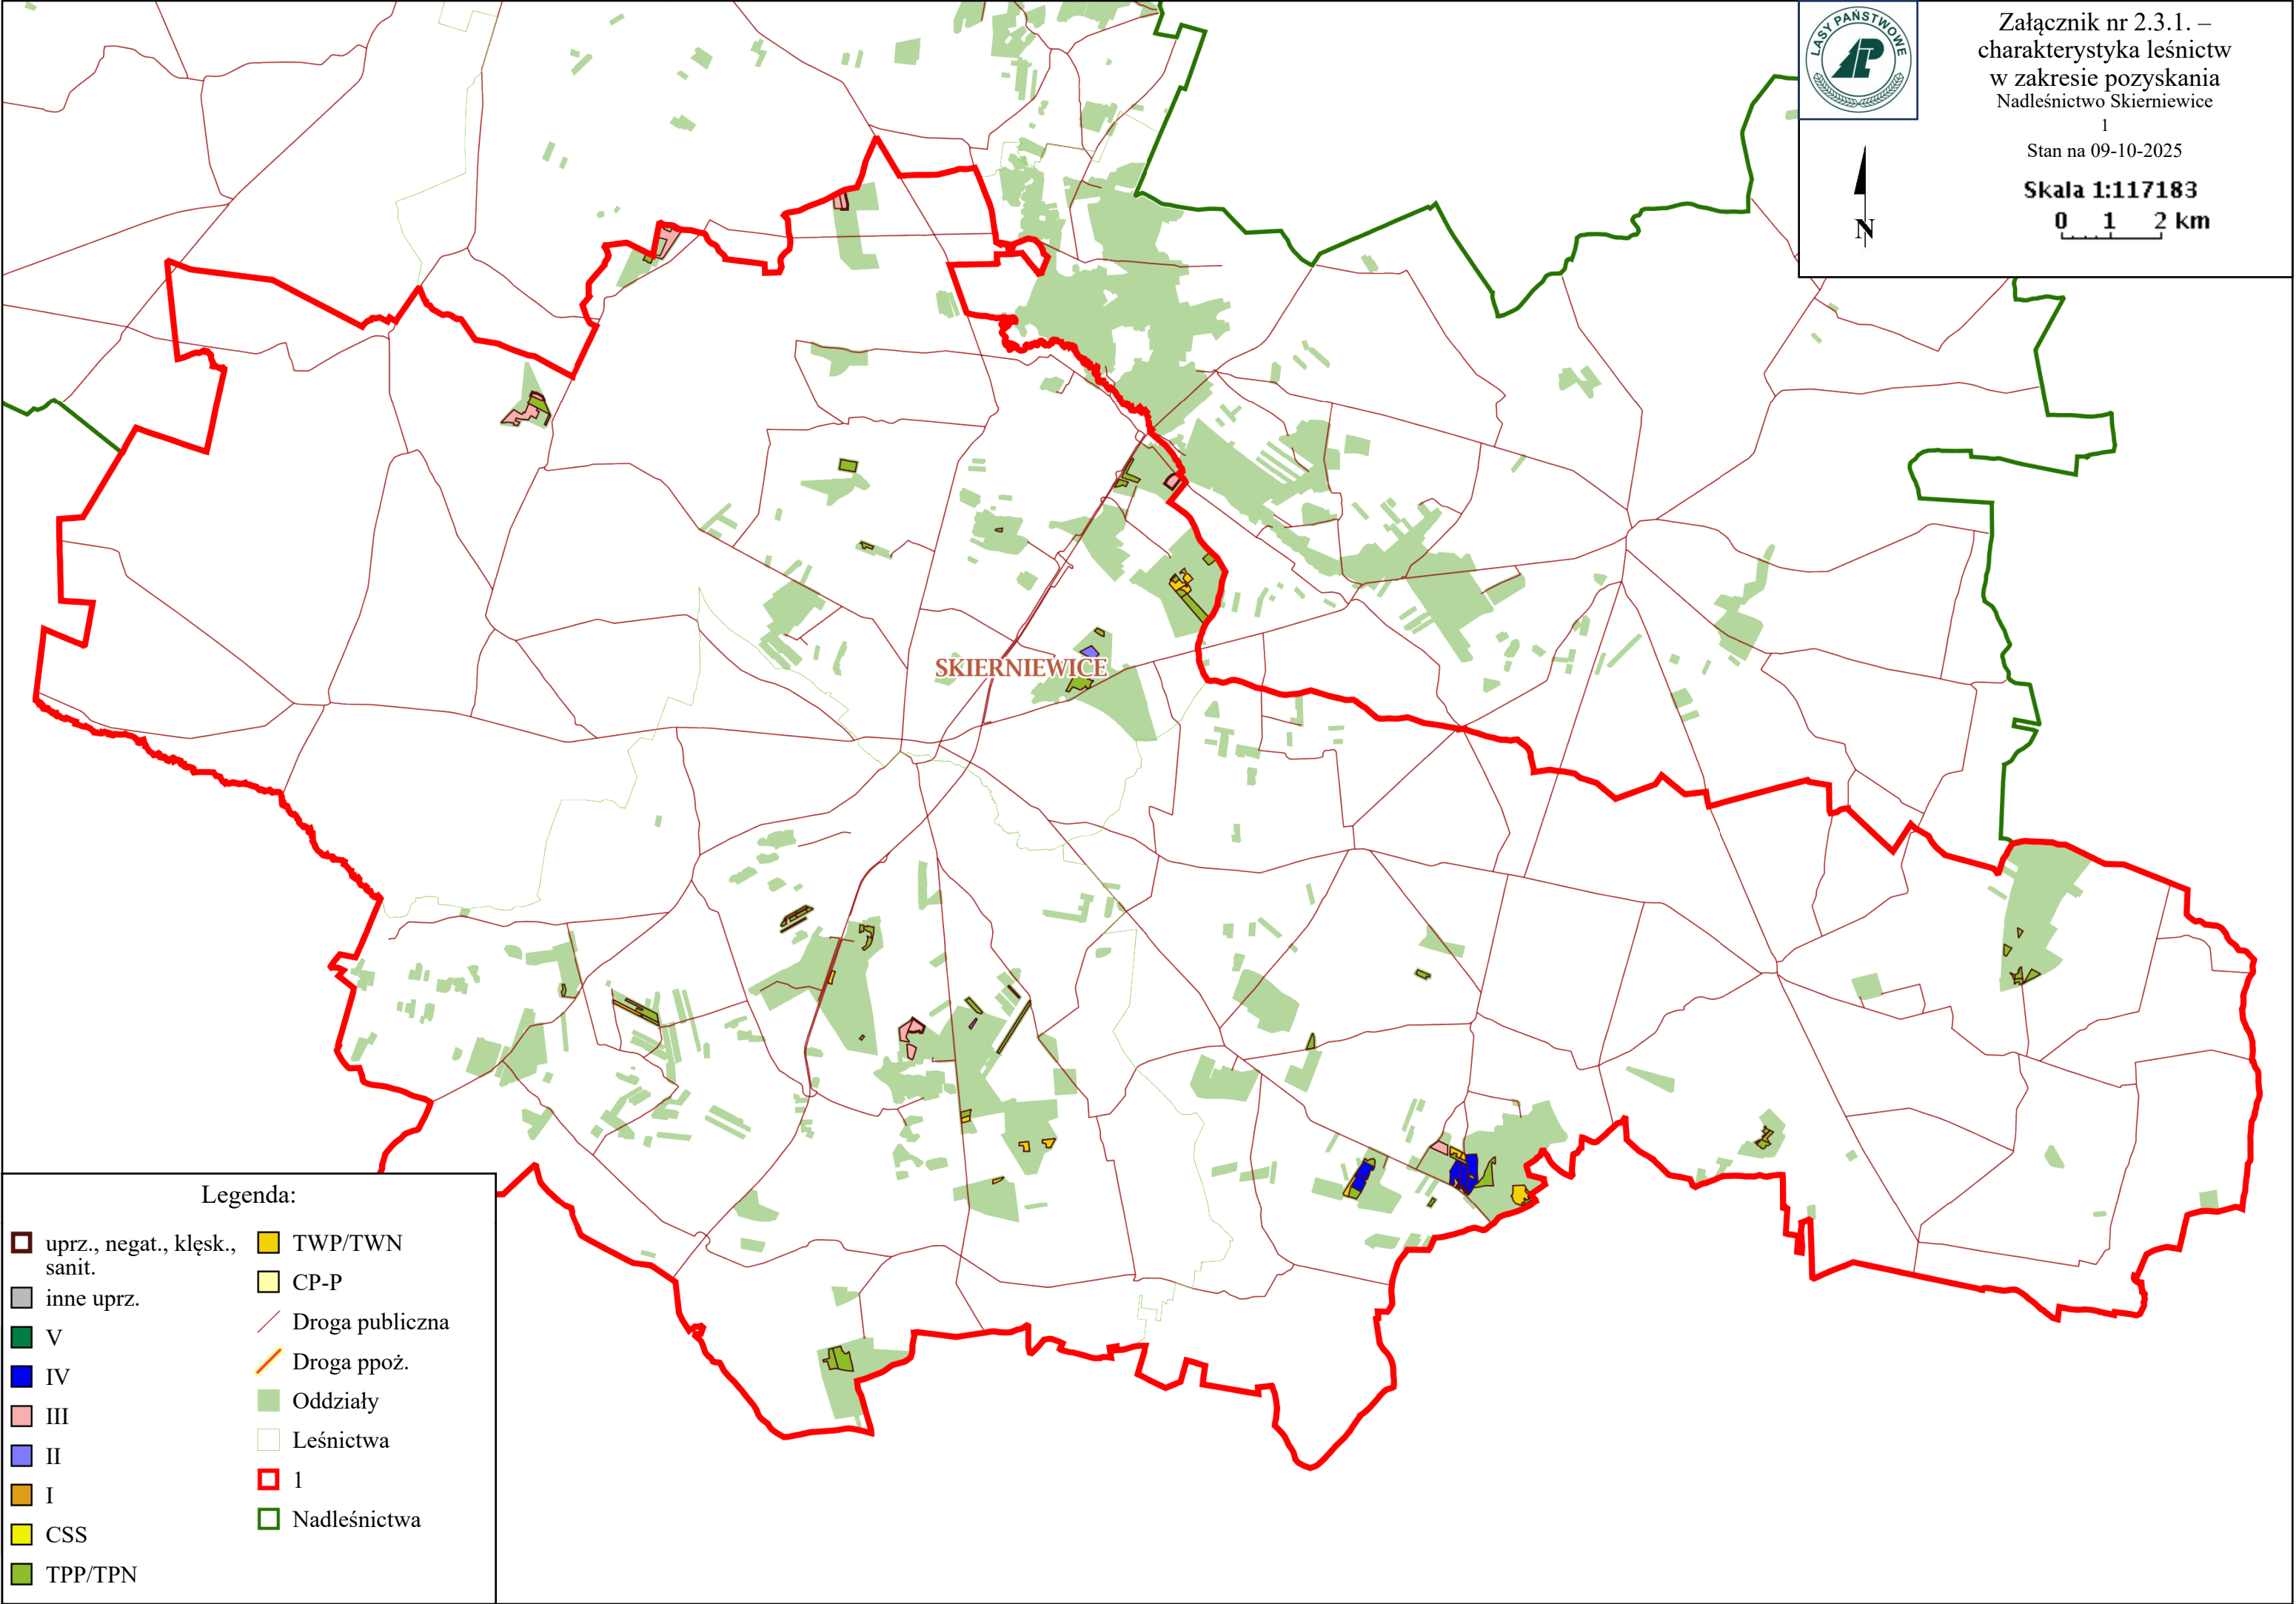 LASY PAŃSTWOWE
LP
Załącznik nr 2.3.1. –
charakterystyka leśnictw
w zakresie pozyskania
Nadleśnictwo Skierniewice
1
Stan na 09-10-2025
Skala 1:117183
0 1 2 km
N
SKIERNIEWICE
Legenda:
uprz., negat., klęsk.,
sanit.
inne uprz.
V
IV
III
II
I
CSS
TPP/TPN
TWP/TWN
CP-P
Droga publiczna
Droga ppoż.
Oddziały
Leśnictwa
1
Nadleśnictwa